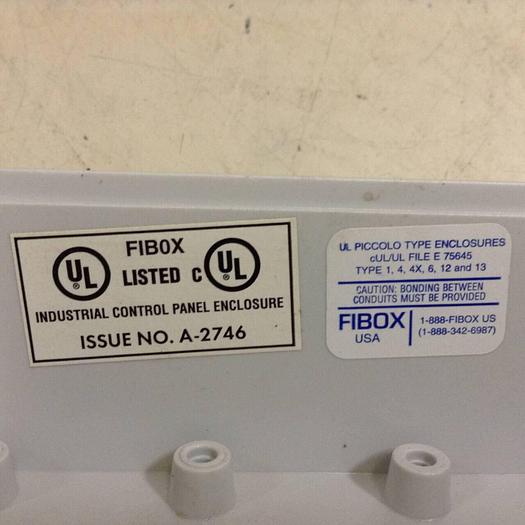 FIBOX
UL LISTED C UL
INDUSTRIAL CONTROL PANEL ENCLOSURE
ISSUE NO. A-2746
UL PICCOLO TYPE ENCLOSURES
cUL/UL FILE E 75645
TYPE 1, 4, 4X, 6, 12 and 13
CAUTION: BONDING BETWEEN
CONDUITS MUST BE PROVIDED
FIBOX
USA
1-888-FIBOX US
(1-888-342-6987)